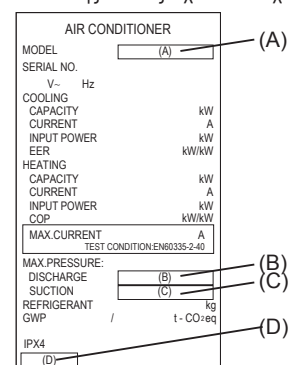 AIR CONDITIONER
MODEL (A) (A)
SERIAL NO.
V~ Hz
COOLING
CAPACITY kW
CURRENT A
INPUT POWER kW
EER kW/kW
HEATING
CAPACITY kW
CURRENT A
INPUT POWER kW
COP kW/kW
MAX.CURRENT A
TEST CONDITION:EN60335-2-40
MAX.PRESSURE:
DISCHARGE (B) (B)
SUCTION (C) (C)
REFRIGERANT kg
GWP / t - CO2eq
IPX4
(D) (D)